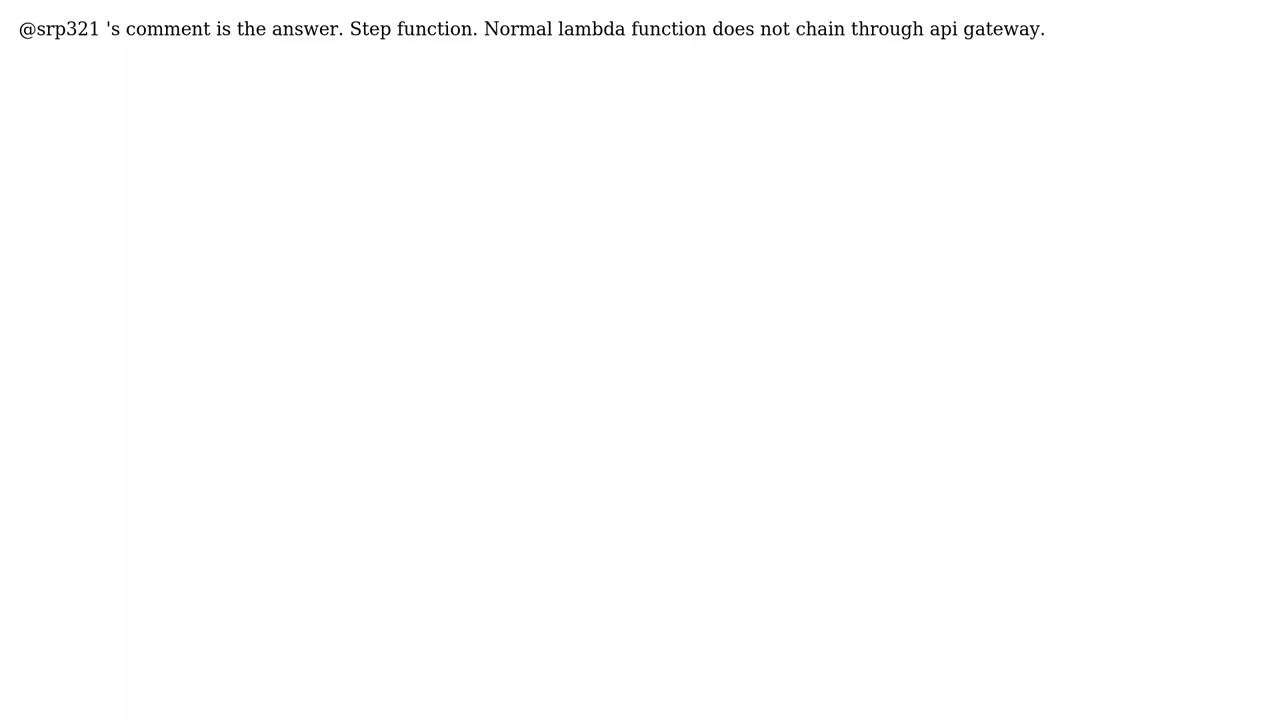 @srp321 's comment is the answer. Step function. Normal lambda function does not chain through api gateway.